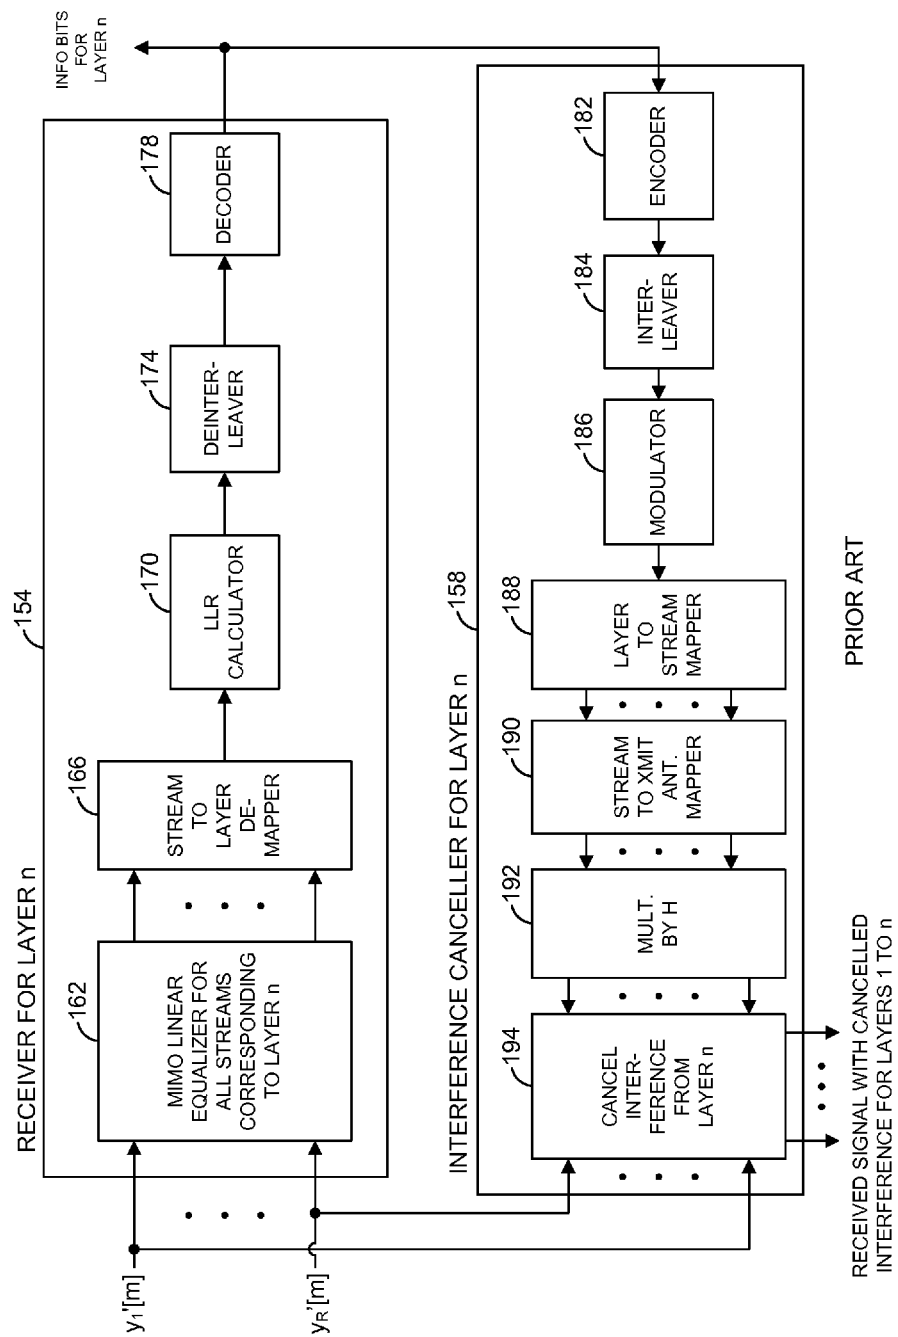 RECEIVER FOR LAYER n
154
y1'[m]
yR'[m]
162
MIMO LINEAR
EQUALIZER FOR
ALL STREAMS
CORRESPONDING
TO LAYER n
166
STREAM
TO
LAYER
DE-
MAPPER
170
LLR
CALCULATOR
174
DEINTER-
LEAVER
178
DECODER
INFO BITS
FOR
LAYER n
INTERFERENCE CANCELLER FOR LAYER n
158
194
CANCEL
INTER-
FERENCE
FROM
LAYER n
192
MULT.
BY H
190
STREAM
TO XMIT
ANT.
MAPPER
188
LAYER
TO
STREAM
MAPPER
186
MODULATOR
184
INTER-
LEAVER
182
ENCODER
RECEIVED SIGNAL WITH CANCELLED
INTERFERENCE FOR LAYERS 1 TO n
PRIOR ART